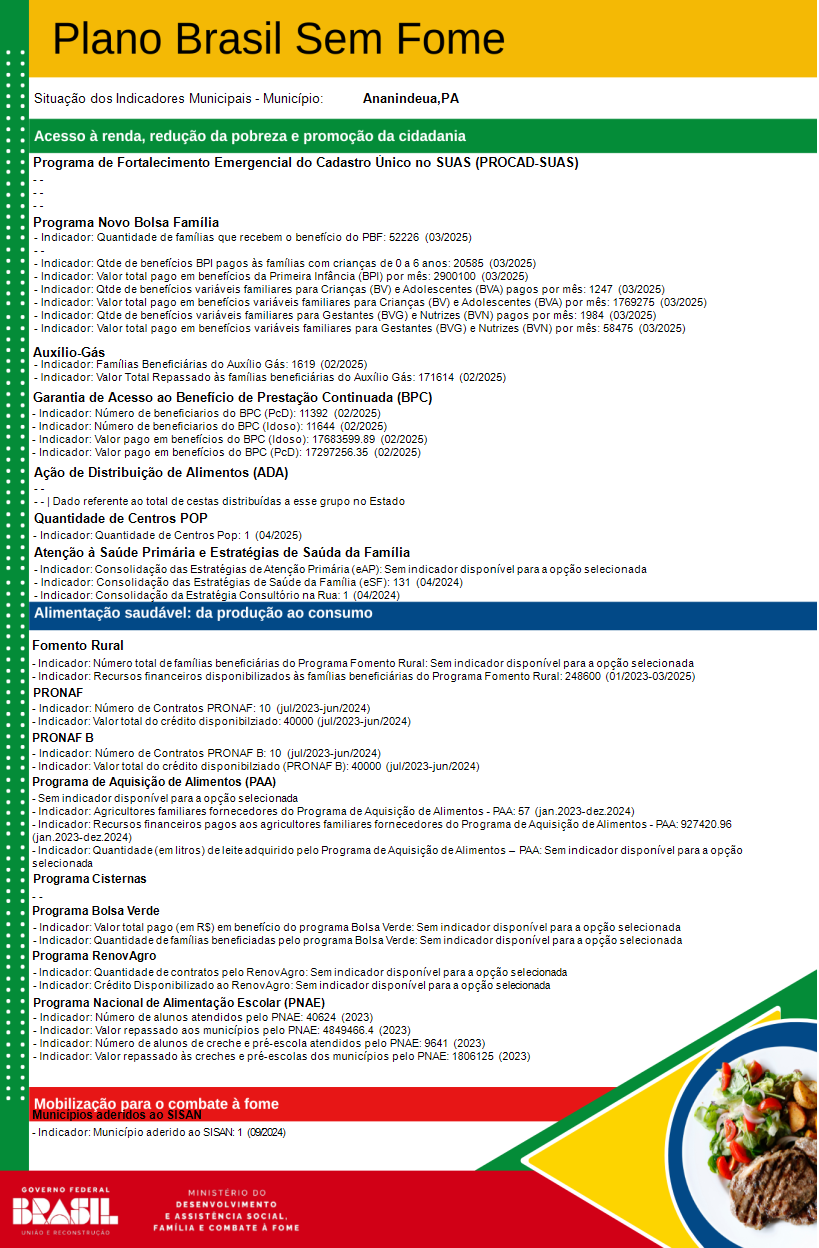 Plano Brasil Sem Fome
Situação dos Indicadores Municipais - Município: Ananindeua,PA
Acesso à renda, redução da pobreza e promoção da cidadania
Programa de Fortalecimento Emergencial do Cadastro Único no SUAS (PROCAD-SUAS)
- -
- -
- -
Programa Novo Bolsa Família
- Indicador: Quantidade de famílias que recebem o benefício do PBF: 52226 (03/2025)
- -
- Indicador: Qtde de benefícios BPI pagos às famílias com crianças de 0 a 6 anos: 20585 (03/2025)
- Indicador: Valor total pago em benefícios da Primeira Infância (BPI) por mês: 2900100 (03/2025)
- Indicador: Qtde de benefícios variáveis familiares para Crianças (BV) e Adolescentes (BVA) pagos por mês: 1247 (03/2025)
- Indicador: Valor total pago em benefícios variáveis familiares para Crianças (BV) e Adolescentes (BVA) por mês: 1769275 (03/2025)
- Indicador: Qtde de benefícios variáveis familiares para Gestantes (BVG) e Nutrizes (BVN) pagos por mês: 1984 (03/2025)
- Indicador: Valor total pago em benefícios variáveis familiares para Gestantes (BVG) e Nutrizes (BVN) por mês: 58475 (03/2025)
Auxílio-Gás
- Indicador: Famílias Beneficiárias do Auxílio Gás: 1619 (02/2025)
- Indicador: Valor Total Repassado às famílias beneficiárias do Auxílio Gás: 171614 (02/2025)
Garantia de Acesso ao Benefício de Prestação Continuada (BPC)
- Indicador: Número de beneficiarios do BPC (PcD): 11392 (02/2025)
- Indicador: Número de beneficiarios do BPC (Idoso): 11644 (02/2025)
- Indicador: Valor pago em benefícios do BPC (Idoso): 17683599.89 (02/2025)
- Indicador: Valor pago em benefícios do BPC (PcD): 17297256.35 (02/2025)
Ação de Distribuição de Alimentos (ADA)
- -
- - | Dado referente ao total de cestas distribuídas a esse grupo no Estado
Quantidade de Centros POP
- Indicador: Quantidade de Centros Pop: 1 (04/2025)
Atenção à Saúde Primária e Estratégias de Saúda da Família
- Indicador: Consolidação das Estratégias de Atenção Primária (eAP): Sem indicador disponível para a opção selecionada
- Indicador: Consolidação das Estratégias de Saúde da Família (eSF): 131 (04/2024)
- Indicador: Consolidação da Estratégia Consultório na Rua: 1 (04/2024)
Alimentação saudável: da produção ao consumo
Fomento Rural
- Indicador: Número total de famílias beneficiárias do Programa Fomento Rural: Sem indicador disponível para a opção selecionada
- Indicador: Recursos financeiros disponibilizados às famílias beneficiárias do Programa Fomento Rural: 248600 (01/2023-03/2025)
PRONAF
- Indicador: Número de Contratos PRONAF: 10 (jul/2023-jun/2024)
- Indicador: Valor total do crédito disponibilziado: 40000 (jul/2023-jun/2024)
PRONAF B
- Indicador: Número de Contratos PRONAF B: 10 (jul/2023-jun/2024)
- Indicador: Valor total do crédito disponibilziado (PRONAF B): 40000 (jul/2023-jun/2024)
Programa de Aquisição de Alimentos (PAA)
- Sem indicador disponível para a opção selecionada
- Indicador: Agricultores familiares fornecedores do Programa de Aquisição de Alimentos - PAA: 57 (jan.2023-dez.2024)
- Indicador: Recursos financeiros pagos aos agricultores familiares fornecedores do Programa de Aquisição de Alimentos - PAA: 927420.96
(jan.2023-dez.2024)
- Indicador: Quantidade (em litros) de leite adquirido pelo Programa de Aquisição de Alimentos – PAA: Sem indicador disponível para a opção
selecionada
Programa Cisternas
- -
Programa Bolsa Verde
- Indicador: Valor total pago (em R$) em benefício do programa Bolsa Verde: Sem indicador disponível para a opção selecionada
- Indicador: Quantidade de famílias beneficiadas pelo programa Bolsa Verde: Sem indicador disponível para a opção selecionada
Programa RenovAgro
- Indicador: Quantidade de contratos pelo RenovAgro: Sem indicador disponível para a opção selecionada
- Indicador: Crédito Disponibilizado ao RenovAgro: Sem indicador disponível para a opção selecionada
Programa Nacional de Alimentação Escolar (PNAE)
- Indicador: Número de alunos atendidos pelo PNAE: 40624 (2023)
- Indicador: Valor repassado aos municípios pelo PNAE: 4849466.4 (2023)
- Indicador: Número de alunos de creche e pré-escola atendidos pelo PNAE: 9641 (2023)
- Indicador: Valor repassado às creches e pré-escolas dos municípios pelo PNAE: 1806125 (2023)
Mobilização para o combate à fome
Municípios aderidos ao SISAN
- Indicador: Município aderido ao SISAN: 1 (09/2024)
GOVERNO FEDERAL
BRASIL
UNIÃO E RECONSTRUÇÃO
MINISTÉRIO DO
DESENVOLVIMENTO
E ASSISTÊNCIA SOCIAL,
FAMÍLIA E COMBATE À FOME